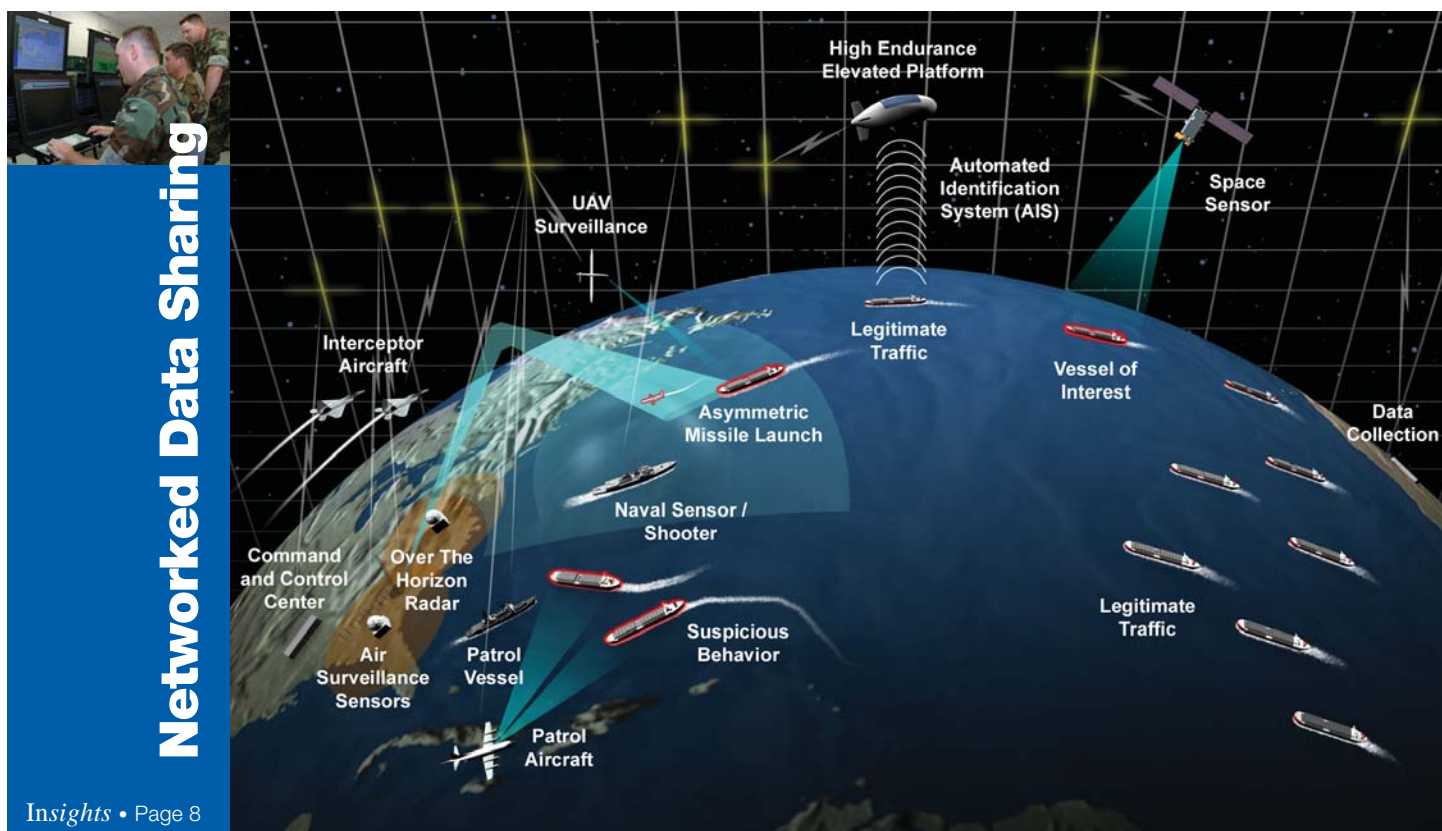 Networked Data Sharing
High Endurance
Elevated Platform
Automated
Identification
System (AIS)
Space
Sensor
UAV
Surveillance
Interceptor
Aircraft
Legitimate
Traffic
Vessel of
Interest
Asymmetric
Missile Launch
Data
Collection
Naval Sensor /
Shooter
Command
and Control
Center
Over The
Horizon
Radar
Legitimate
Traffic
Air
Surveillance
Sensors
Patrol
Vessel
Suspicious
Behavior
Patrol
Aircraft
Insights • Page 8